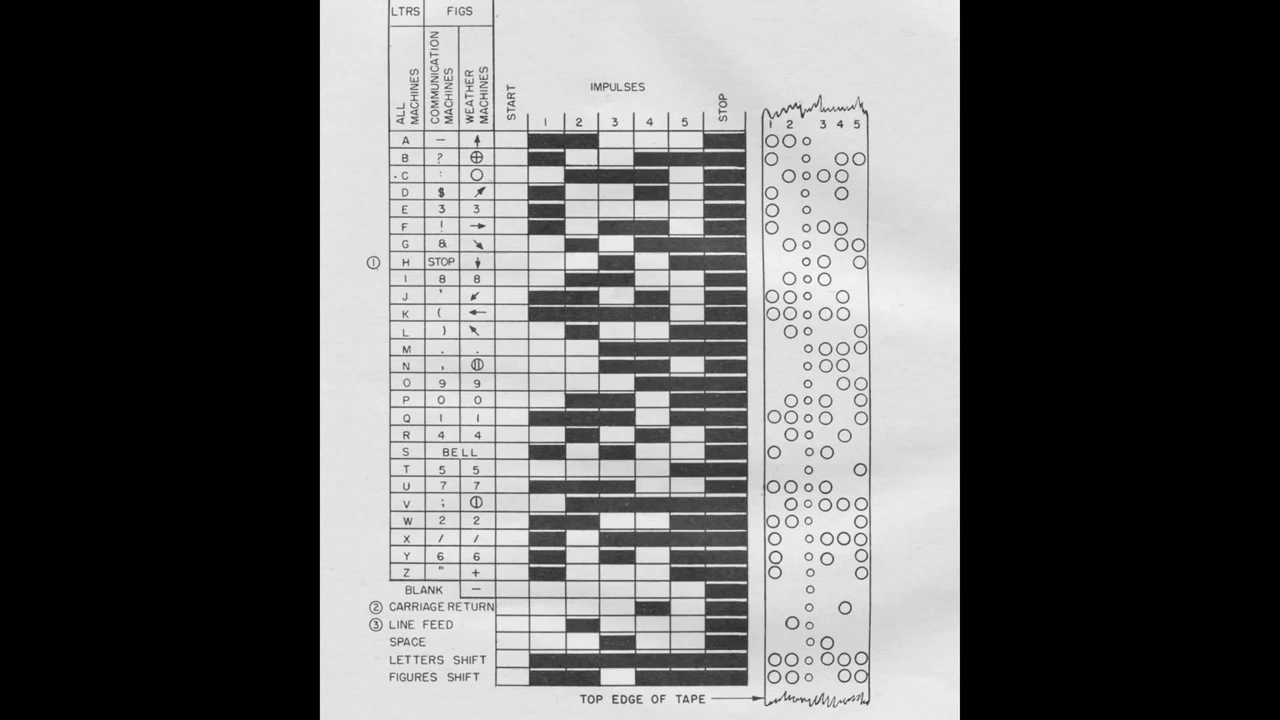 LTRS FIGS
ALL MACHINES COMMUNICATION MACHINES WEATHER MACHINES START IMPULSES STOP
1 2 3 4 5 1 2 3 4 5
A – ↑
B ? ⊕
C : ○
D $ ↗
E 3 3
F ! →
G & ↘
① H STOP ↓
I 8 8
J ' ↙
K ( ←
L ) ↖
M . .
N , ⦷
O 9 9
P 0 0
Q 1 1
R 4 4
S BELL
T 5 5
U 7 7
V ; ⦶
W 2 2
X / /
Y 6 6
Z " +
BLANK –
② CARRIAGE RETURN
③ LINE FEED
SPACE
LETTERS SHIFT
FIGURES SHIFT
TOP EDGE OF TAPE →